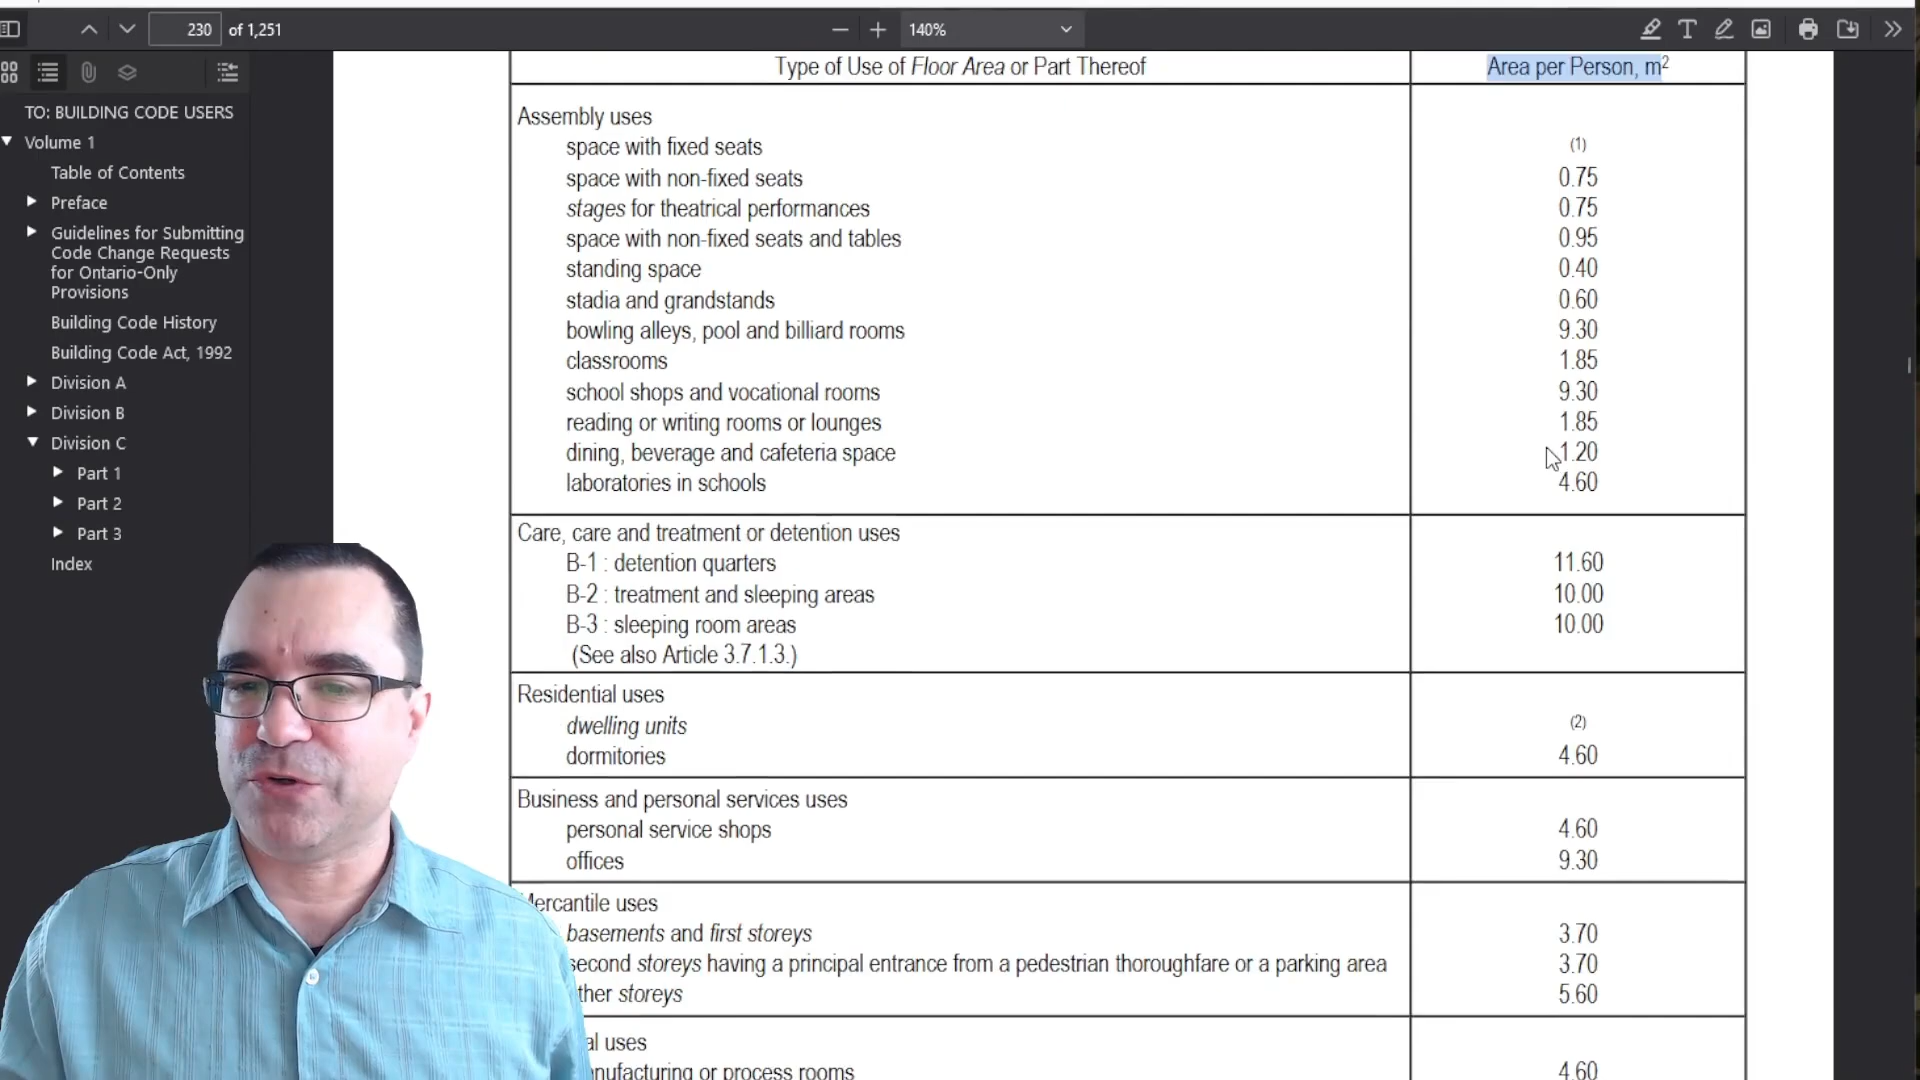 230 of 1,251
140%
TO: BUILDING CODE USERS
Volume 1
Table of Contents
Preface
Guidelines for Submitting
Code Change Requests
for Ontario-Only
Provisions
Building Code History
Building Code Act, 1992
Division A
Division B
Division C
Part 1
Part 2
Part 3
Index
Type of Use of Floor Area or Part Thereof Area per Person, m²
Assembly uses
space with fixed seats (1)
space with non-fixed seats 0.75
stages for theatrical performances 0.75
space with non-fixed seats and tables 0.95
standing space 0.40
stadia and grandstands 0.60
bowling alleys, pool and billiard rooms 9.30
classrooms 1.85
school shops and vocational rooms 9.30
reading or writing rooms or lounges 1.85
dining, beverage and cafeteria space 1.20
laboratories in schools 4.60
Care, care and treatment or detention uses
B-1 : detention quarters 11.60
B-2 : treatment and sleeping areas 10.00
B-3 : sleeping room areas 10.00
(See also Article 3.7.1.3.)
Residential uses
dwelling units (2)
dormitories 4.60
Business and personal services uses
personal service shops 4.60
offices 9.30
Mercantile uses
basements and first storeys 3.70
second storeys having a principal entrance from a pedestrian thoroughfare or a parking area 3.70
ther storeys 5.60
al uses
nufacturing or process rooms 4.60